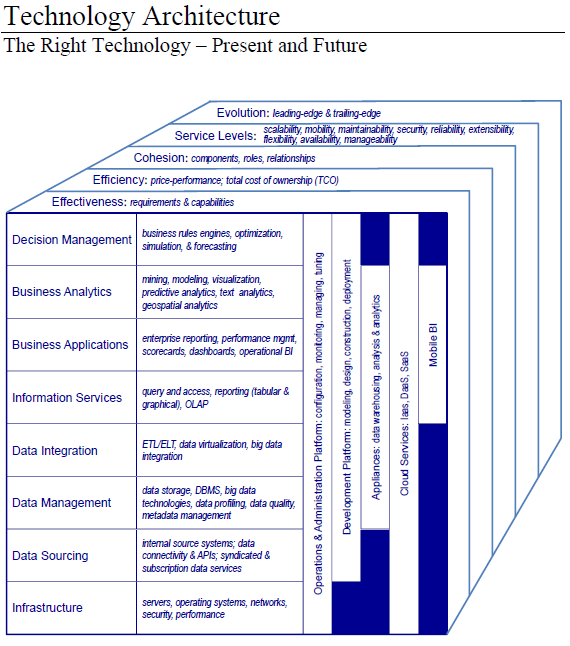 Technology Architecture
The Right Technology – Present and Future
Evolution: leading-edge & trailing-edge
Service Levels: scalability, mobility, maintainability, security, reliability, extensibility,
flexibility, availability, manageability
Cohesion: components, roles, relationships
Efficiency: price-performance; total cost of ownership (TCO)
Effectiveness: requirements & capabilities
Decision Management
business rules engines, optimization,
simulation, & forecasting
Business Analytics
mining, modeling, visualization,
predictive analytics, text analytics,
geospatial analytics
Business Applications
enterprise reporting, performance mgmt,
scorecards, dashboards, operational BI
Information Services
query and access, reporting (tabular &
graphical), OLAP
Data Integration
ETL/ELT, data virtualization, big data
integration
Data Management
data storage, DBMS, big data
technologies, data profiling, data quality,
metadata management
Data Sourcing
internal source systems; data
connectivity & APIs; syndicated &
subscription data services
Infrastructure
servers, operating systems, networks,
security, performance
Operations & Administration Platform: configuration, monitoring, managing, tuning
Development Platform: modeling, design, construction, deployment
Appliances: data warehousing, analysis & analytics
Cloud Services: Iaas, DaaS, SaaS
Mobile BI